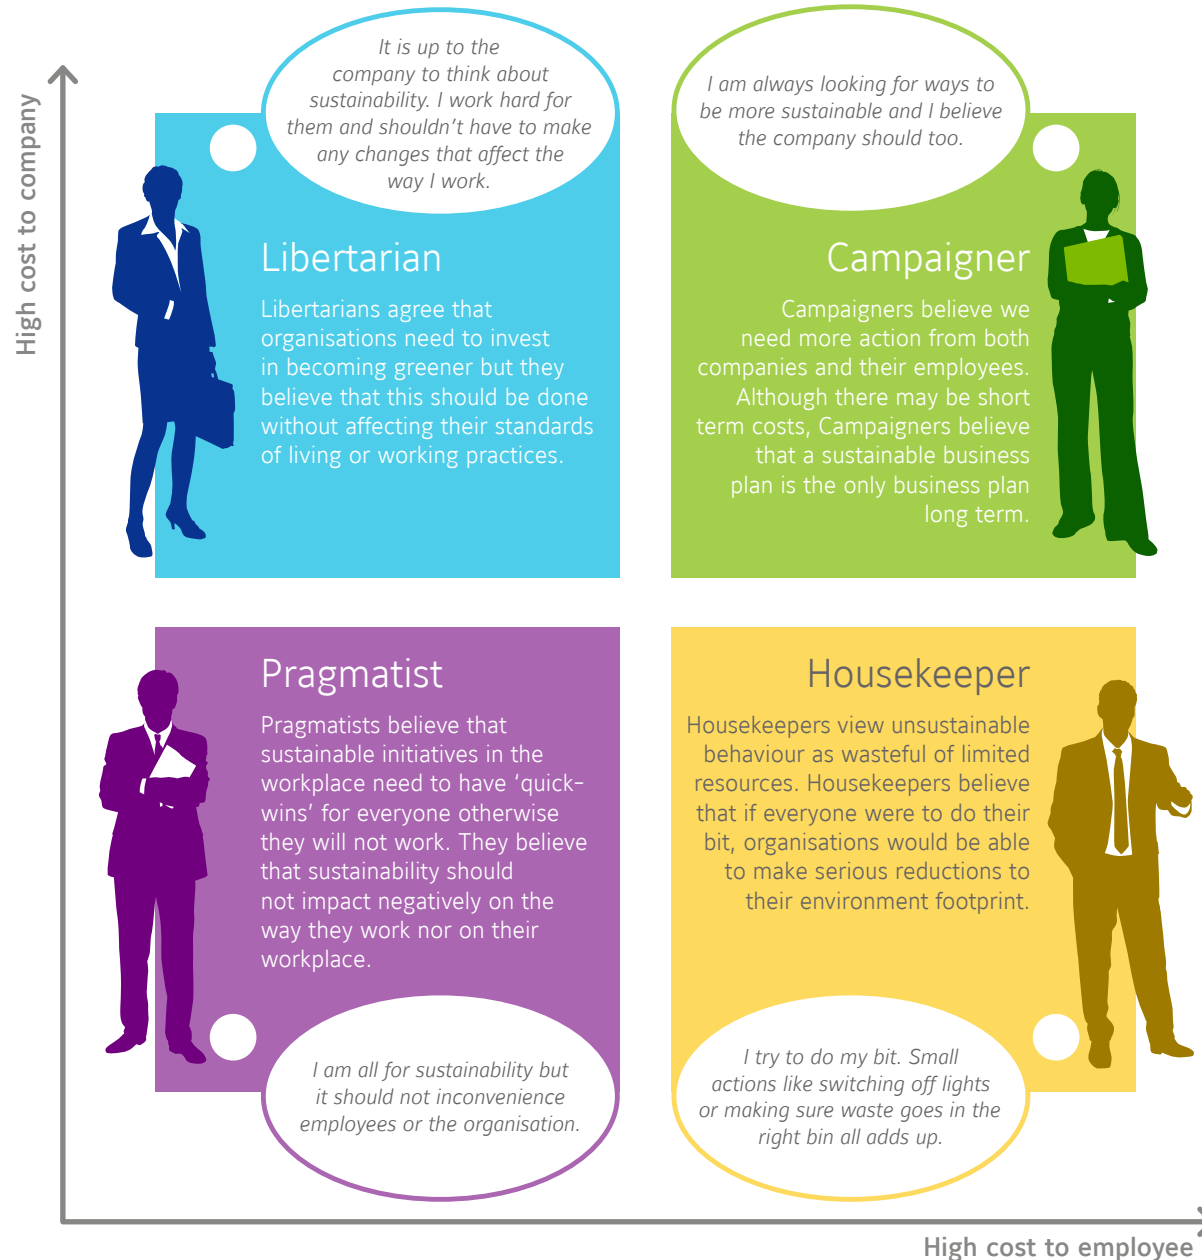 High cost to company
It is up to the
company to think about
sustainability. I work hard for
them and shouldn't have to make
any changes that affect the
way I work.
Libertarian
Libertarians agree that
organisations need to invest
in becoming greener but they
believe that this should be done
without affecting their standards
of living or working practices.
I am always looking for ways to
be more sustainable and I believe
the company should too.
Campaigner
Campaigners believe we
need more action from both
companies and their employees.
Although there may be short
term costs, Campaigners believe
that a sustainable business
plan is the only business plan
long term.
Pragmatist
Pragmatists believe that
sustainable initiatives in the
workplace need to have ‘quick-
wins’ for everyone otherwise
they will not work. They believe
that sustainability should
not impact negatively on the
way they work nor on their
workplace.
I am all for sustainability but
it should not inconvenience
employees or the organisation.
Housekeeper
Housekeepers view unsustainable
behaviour as wasteful of limited
resources. Housekeepers believe
that if everyone were to do their
bit, organisations would be able
to make serious reductions to
their environment footprint.
I try to do my bit. Small
actions like switching off lights
or making sure waste goes in the
right bin all adds up.
High cost to employee